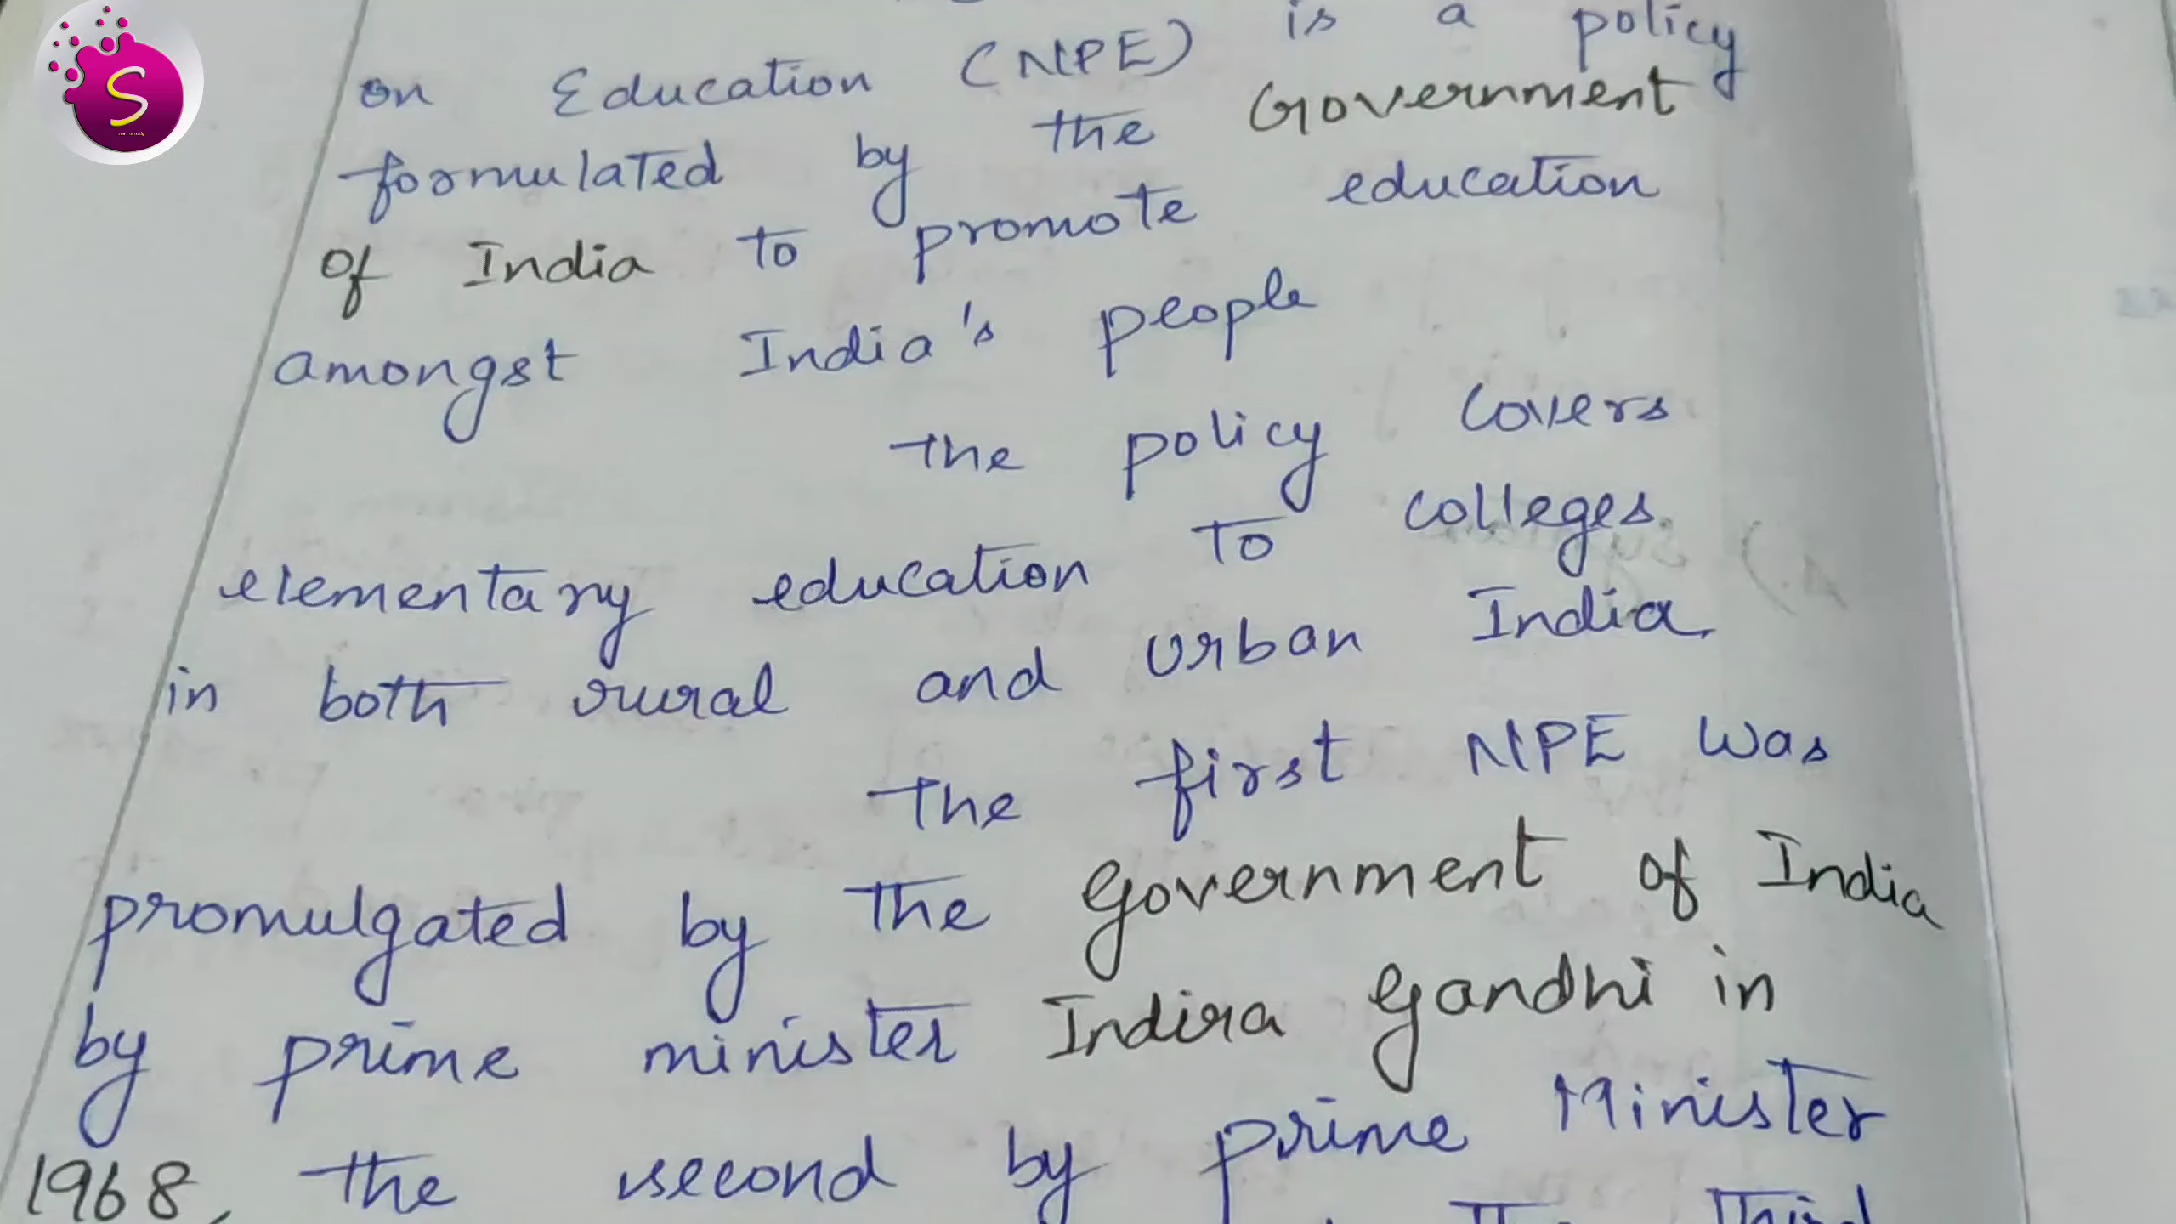 is a policy
on Education (NPE)
formulated by the Government
of India to promote education
amongst India's people
the policy covers
elementary education to colleges
in both rural and urban India.
the first NPE was
promulgated by the Government of India
by prime minister Indira Gandhi in
1968, the second by prime Minister
S